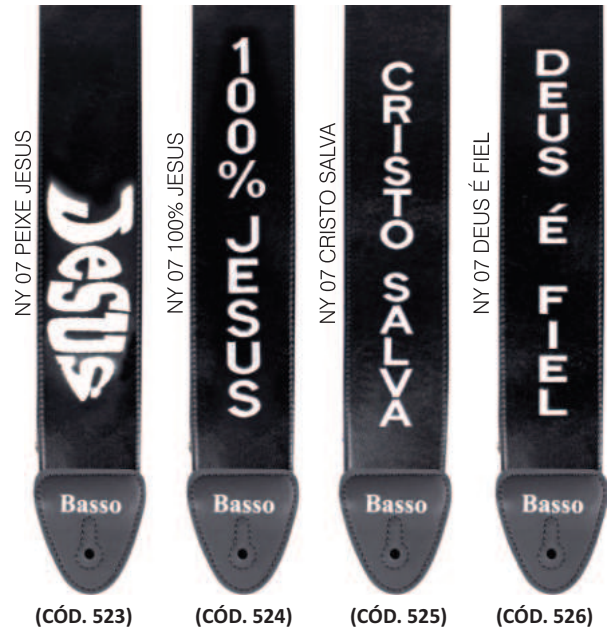 NY 07 PEIXE JESUS
Jesus
Basso
(CÓD. 523)
NY 07 100% JESUS
100% JESUS
Basso
(CÓD. 524)
NY 07 CRISTO SALVA
CRISTO SALVA
Basso
(CÓD. 525)
NY 07 DEUS É FIEL
DEUS É FIEL
Basso
(CÓD. 526)